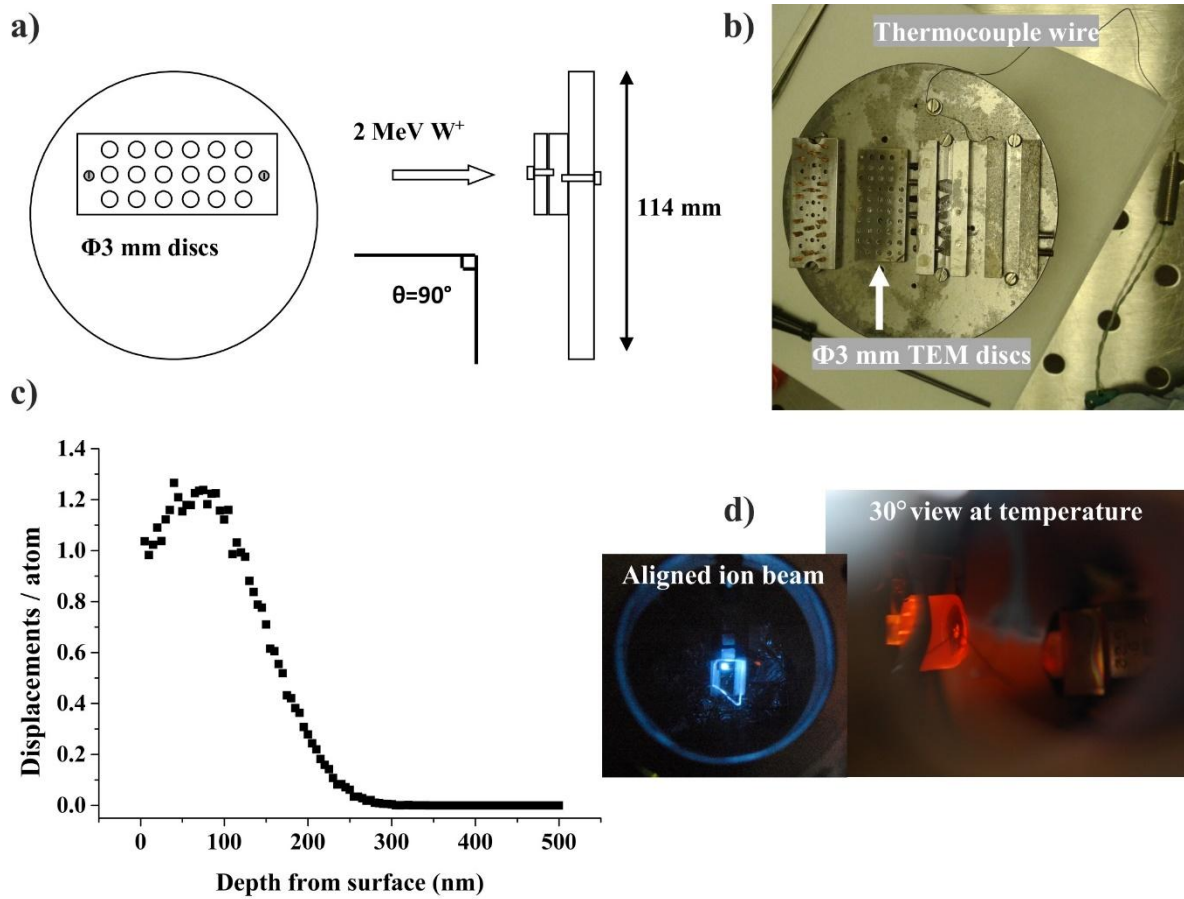 a)
Φ3 mm discs
2 MeV W⁺
θ=90°
114 mm
b)
Thermocouple wire
Φ3 mm TEM discs
c)
Displacements / atom
1.4
1.2
1.0
0.8
0.6
0.4
0.2
0.0
0
100
200
300
400
500
Depth from surface (nm)
d)
Aligned ion beam
30° view at temperature